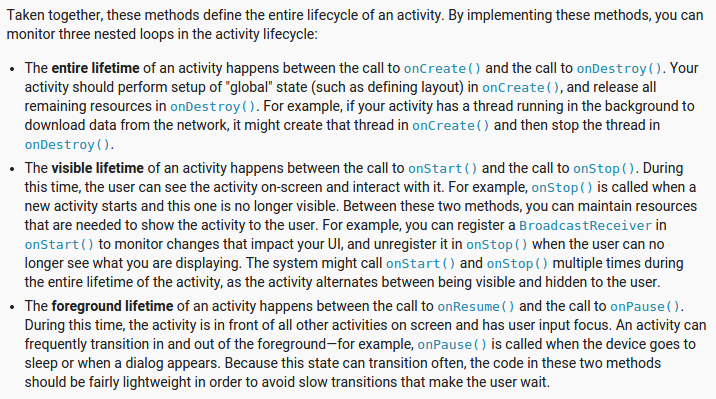 Taken together, these methods define the entire lifecycle of an activity. By implementing these methods, you can
monitor three nested loops in the activity lifecycle:
• The entire lifetime of an activity happens between the call to onCreate() and the call to onDestroy(). Your
activity should perform setup of "global" state (such as defining layout) in onCreate(), and release all
remaining resources in onDestroy(). For example, if your activity has a thread running in the background to
download data from the network, it might create that thread in onCreate() and then stop the thread in
onDestroy().
• The visible lifetime of an activity happens between the call to onStart() and the call to onStop(). During
this time, the user can see the activity on-screen and interact with it. For example, onStop() is called when a
new activity starts and this one is no longer visible. Between these two methods, you can maintain resources
that are needed to show the activity to the user. For example, you can register a BroadcastReceiver in
onStart() to monitor changes that impact your UI, and unregister it in onStop() when the user can no
longer see what you are displaying. The system might call onStart() and onStop() multiple times during
the entire lifetime of the activity, as the activity alternates between being visible and hidden to the user.
• The foreground lifetime of an activity happens between the call to onResume() and the call to onPause().
During this time, the activity is in front of all other activities on screen and has user input focus. An activity can
frequently transition in and out of the foreground—for example, onPause() is called when the device goes to
sleep or when a dialog appears. Because this state can transition often, the code in these two methods
should be fairly lightweight in order to avoid slow transitions that make the user wait.